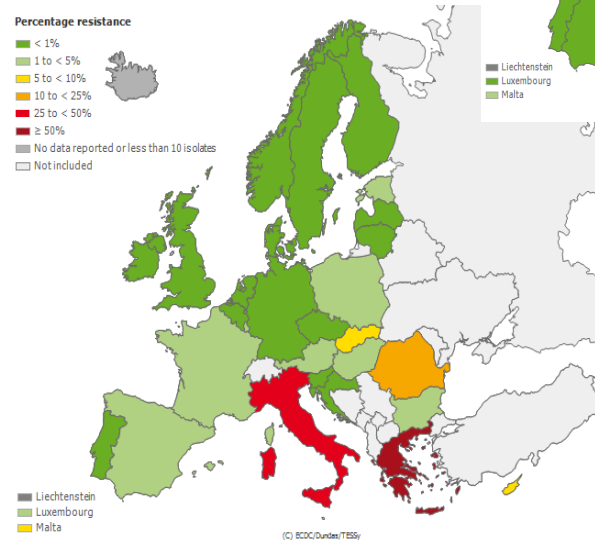 Percentage resistance
< 1%
1 to < 5%
5 to < 10%
10 to < 25%
25 to < 50%
≥ 50%
No data reported or less than 10 isolates
Not included
Liechtenstein
Luxembourg
Malta
Liechtenstein
Luxembourg
Malta
(C) ECDC/Dundas/TESSy